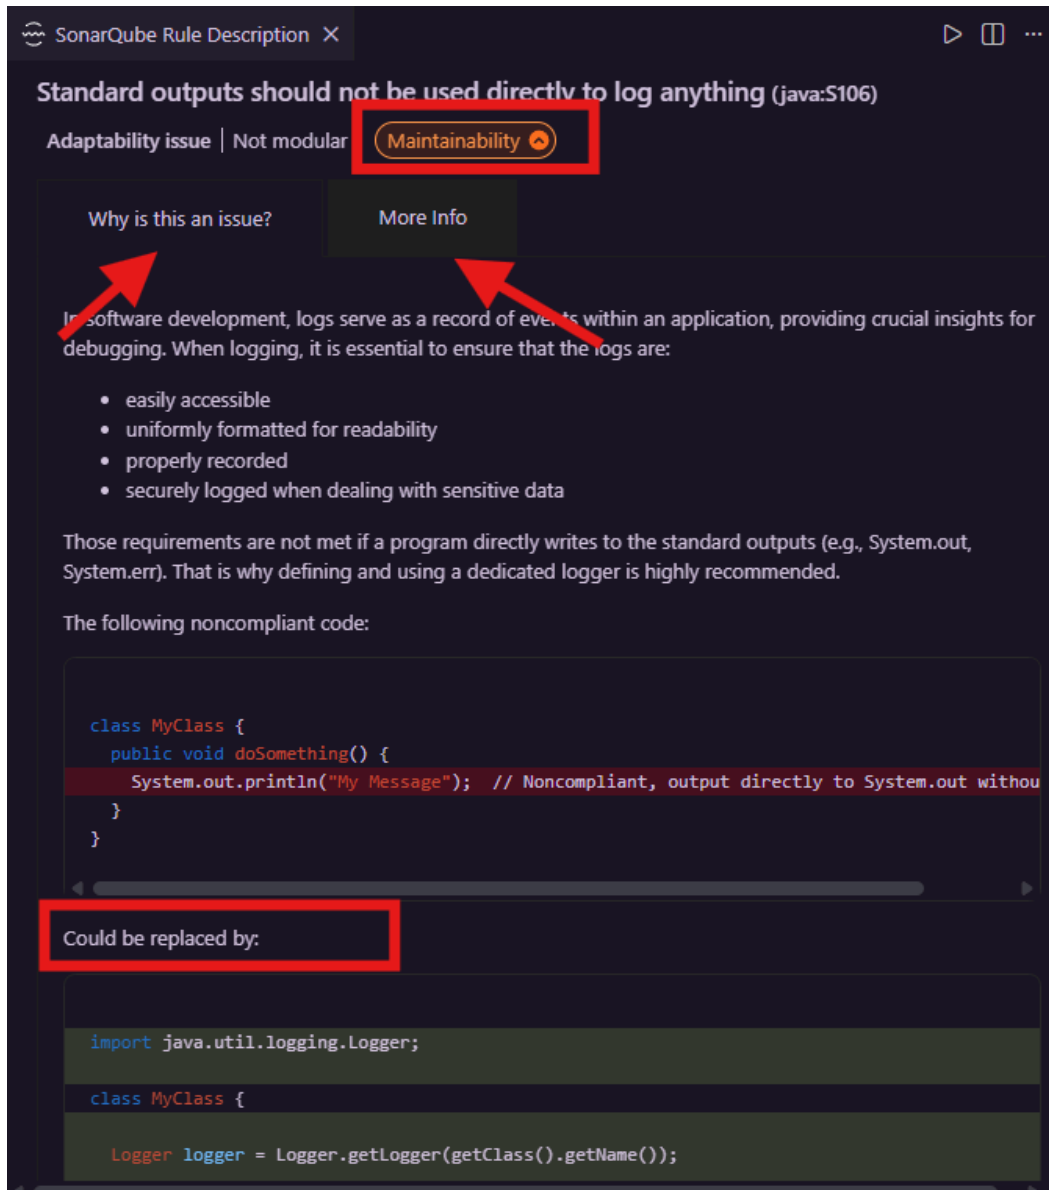 SonarQube Rule Description
Standard outputs should not be used directly to log anything (java:S106)
Adaptability issue | Not modular Maintainability
Why is this an issue? More Info
In software development, logs serve as a record of events within an application, providing crucial insights for
debugging. When logging, it is essential to ensure that the logs are:
• easily accessible
• uniformly formatted for readability
• properly recorded
• securely logged when dealing with sensitive data
Those requirements are not met if a program directly writes to the standard outputs (e.g., System.out,
System.err). That is why defining and using a dedicated logger is highly recommended.
The following noncompliant code:
class MyClass {
public void doSomething() {
System.out.println("My Message"); // Noncompliant, output directly to System.out withou
}
}
Could be replaced by:
import java.util.logging.Logger;
class MyClass {
Logger logger = Logger.getLogger(getClass().getName());